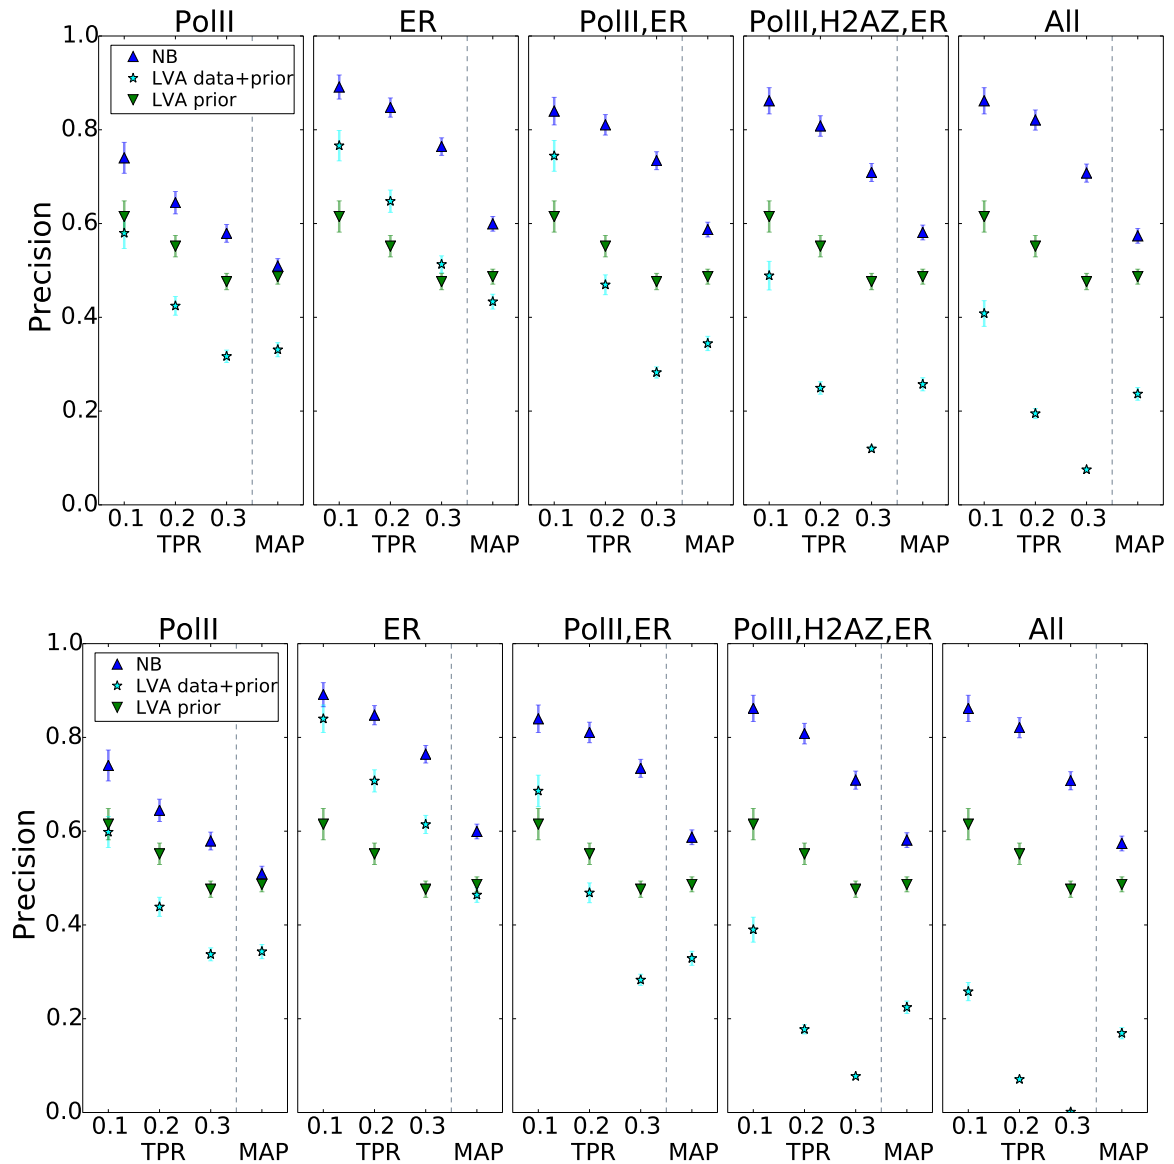 PolII ER PolII,ER PolII,H2AZ,ER All
1.0
NB
LVA data+prior
LVA prior
0.8
0.6
0.4
0.2
0.0
Precision
0.1 0.2 0.3 0.1 0.2 0.3 0.1 0.2 0.3 0.1 0.2 0.3 0.1 0.2 0.3
TPR MAP TPR MAP TPR MAP TPR MAP TPR MAP
PolII ER PolII,ER PolII,H2AZ,ER All
1.0
NB
LVA data+prior
LVA prior
0.8
0.6
0.4
0.2
0.0
Precision
0.1 0.2 0.3 0.1 0.2 0.3 0.1 0.2 0.3 0.1 0.2 0.3 0.1 0.2 0.3
TPR MAP TPR MAP TPR MAP TPR MAP TPR MAP